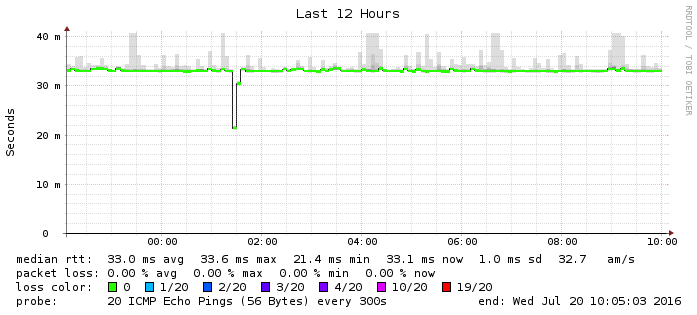 Last 12 Hours
RRDTOOL / TOBI OETIKER
Seconds
40 m
30 m
20 m
10 m
0
00:00 02:00 04:00 06:00 08:00 10:00
median rtt: 33.0 ms avg 33.6 ms max 21.4 ms min 33.1 ms now 1.0 ms sd 32.7 am/s
packet loss: 0.00 % avg 0.00 % max 0.00 % min 0.00 % now
loss color: 0 1/20 2/20 3/20 4/20 10/20 19/20
probe: 20 ICMP Echo Pings (56 Bytes) every 300s end: Wed Jul 20 10:05:03 2016